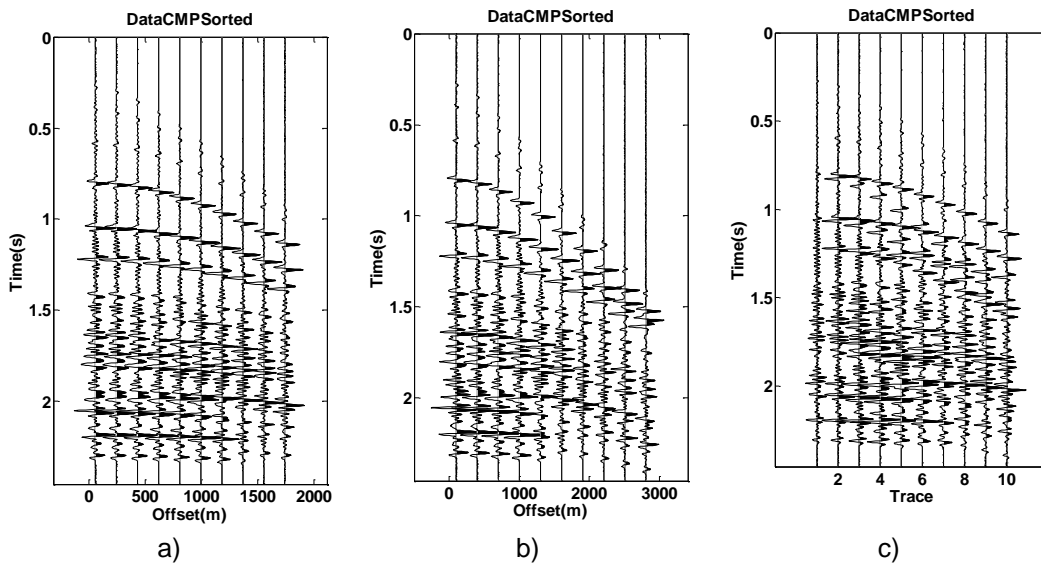 DataCMPSorted
0
0.5
1
1.5
2
Time(s)
0 500 1000 1500 2000
Offset(m)
a)
DataCMPSorted
0
0.5
1
1.5
2
Time(s)
0 1000 2000 3000
Offset(m)
b)
DataCMPSorted
0
0.5
1
1.5
2
Time(s)
2 4 6 8 10
Trace
c)